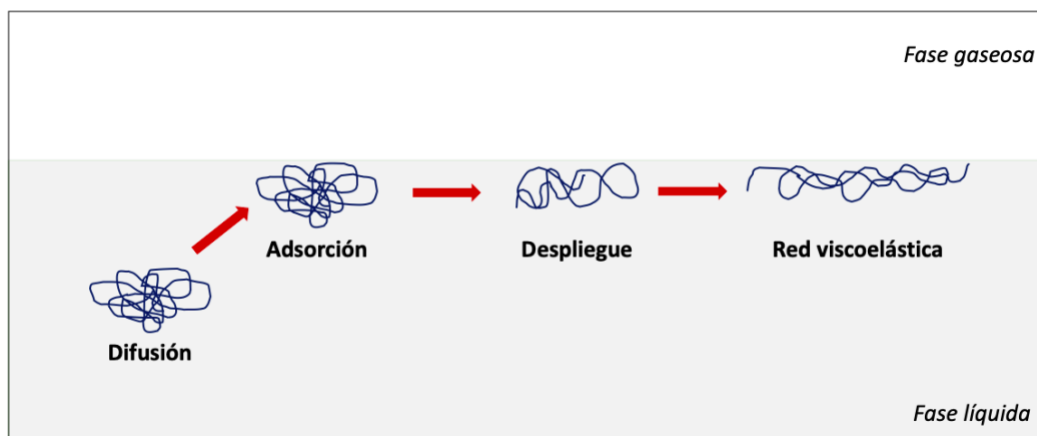 Fase gaseosa
Adsorción
Despliegue
Red viscoelástica
Difusión
Fase líquida